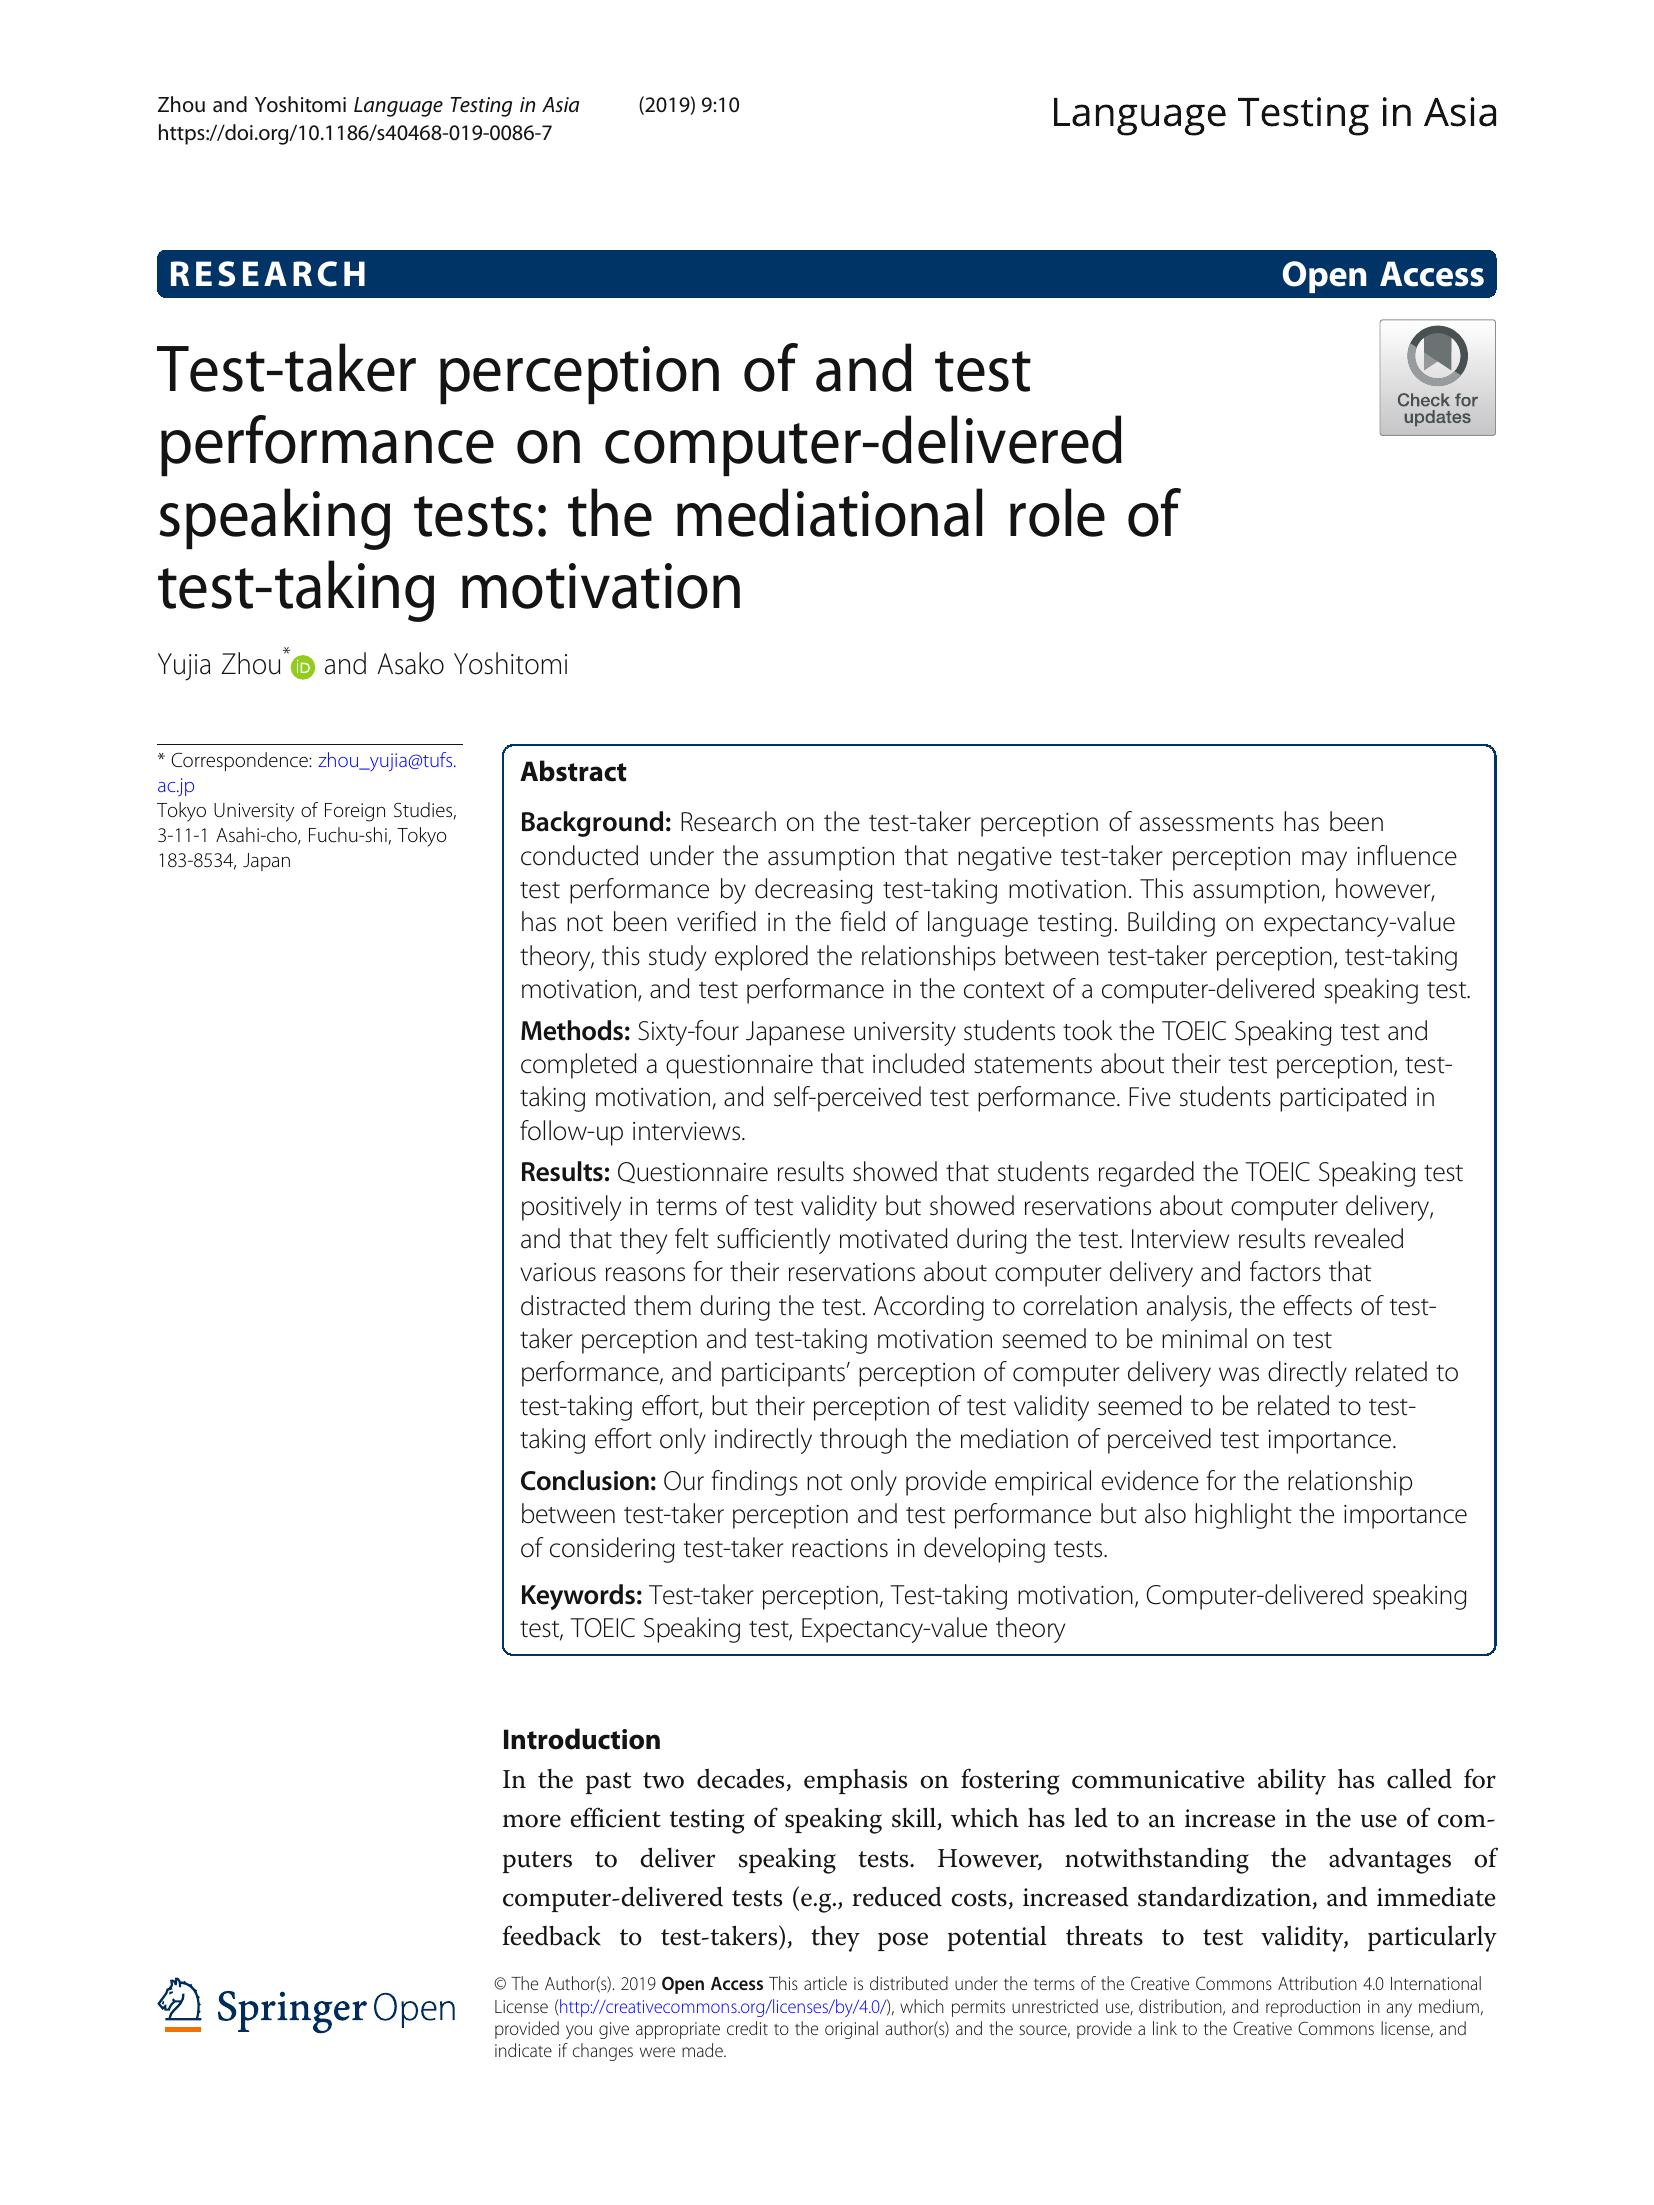 Zhou and Yoshitomi Language Testing in Asia (2019) 9:10
https://doi.org/10.1186/s40468-019-0086-7
Language Testing in Asia
RESEARCH
Open Access
Check for
updates
Test-taker perception of and test
performance on computer-delivered
speaking tests: the mediational role of
test-taking motivation
Yujia Zhou* iD and Asako Yoshitomi
* Correspondence: zhou_yujia@tufs.
ac.jp
Tokyo University of Foreign Studies,
3-11-1 Asahi-cho, Fuchu-shi, Tokyo
183-8534, Japan
Abstract
Background: Research on the test-taker perception of assessments has been
conducted under the assumption that negative test-taker perception may influence
test performance by decreasing test-taking motivation. This assumption, however,
has not been verified in the field of language testing. Building on expectancy-value
theory, this study explored the relationships between test-taker perception, test-taking
motivation, and test performance in the context of a computer-delivered speaking test.
Methods: Sixty-four Japanese university students took the TOEIC Speaking test and
completed a questionnaire that included statements about their test perception, test-
taking motivation, and self-perceived test performance. Five students participated in
follow-up interviews.
Results: Questionnaire results showed that students regarded the TOEIC Speaking test
positively in terms of test validity but showed reservations about computer delivery,
and that they felt sufficiently motivated during the test. Interview results revealed
various reasons for their reservations about computer delivery and factors that
distracted them during the test. According to correlation analysis, the effects of test-
taker perception and test-taking motivation seemed to be minimal on test
performance, and participants’ perception of computer delivery was directly related to
test-taking effort, but their perception of test validity seemed to be related to test-
taking effort only indirectly through the mediation of perceived test importance.
Conclusion: Our findings not only provide empirical evidence for the relationship
between test-taker perception and test performance but also highlight the importance
of considering test-taker reactions in developing tests.
Keywords: Test-taker perception, Test-taking motivation, Computer-delivered speaking
test, TOEIC Speaking test, Expectancy-value theory
Introduction
In the past two decades, emphasis on fostering communicative ability has called for
more efficient testing of speaking skill, which has led to an increase in the use of com-
puters to deliver speaking tests. However, notwithstanding the advantages of
computer-delivered tests (e.g., reduced costs, increased standardization, and immediate
feedback to test-takers), they pose potential threats to test validity, particularly
Springer Open
© The Author(s). 2019 Open Access This article is distributed under the terms of the Creative Commons Attribution 4.0 International
License (http://creativecommons.org/licenses/by/4.0/), which permits unrestricted use, distribution, and reproduction in any medium,
provided you give appropriate credit to the original author(s) and the source, provide a link to the Creative Commons license, and
indicate if changes were made.